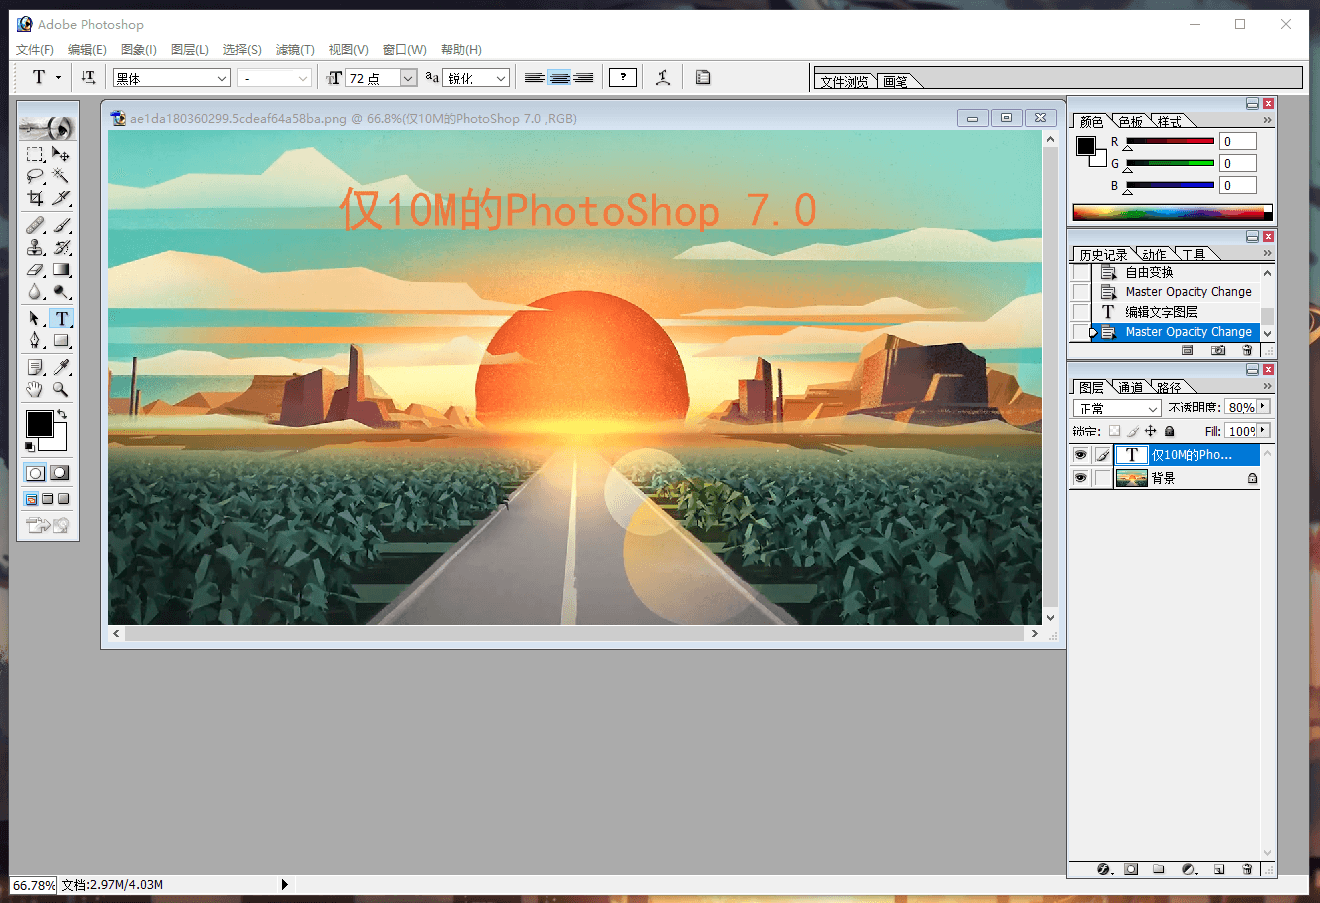 Adobe Photoshop
文件(F) 编辑(E) 图象(I) 图层(L) 选择(S) 滤镜(T) 视图(V) 窗口(W) 帮助(H)
T T 黑体 - T 72 点 aa 锐化 ? 文件浏览 画笔
ae1da180360299.5cdeaf64a58ba.png @ 66.8%(仅10M的PhotoShop 7.0 ,RGB)
仅10M的PhotoShop 7.0
颜色 色板 样式
R 0
G 0
B 0
历史记录 动作 工具
自由变换
Master Opacity Change
T 编辑文字图层
Master Opacity Change
图层 通道 路径
正常 不透明度: 80%
锁定: Fill: 100%
T 仅10M的Pho...
背景
T
66.78% 文档:2.97M/4.03M